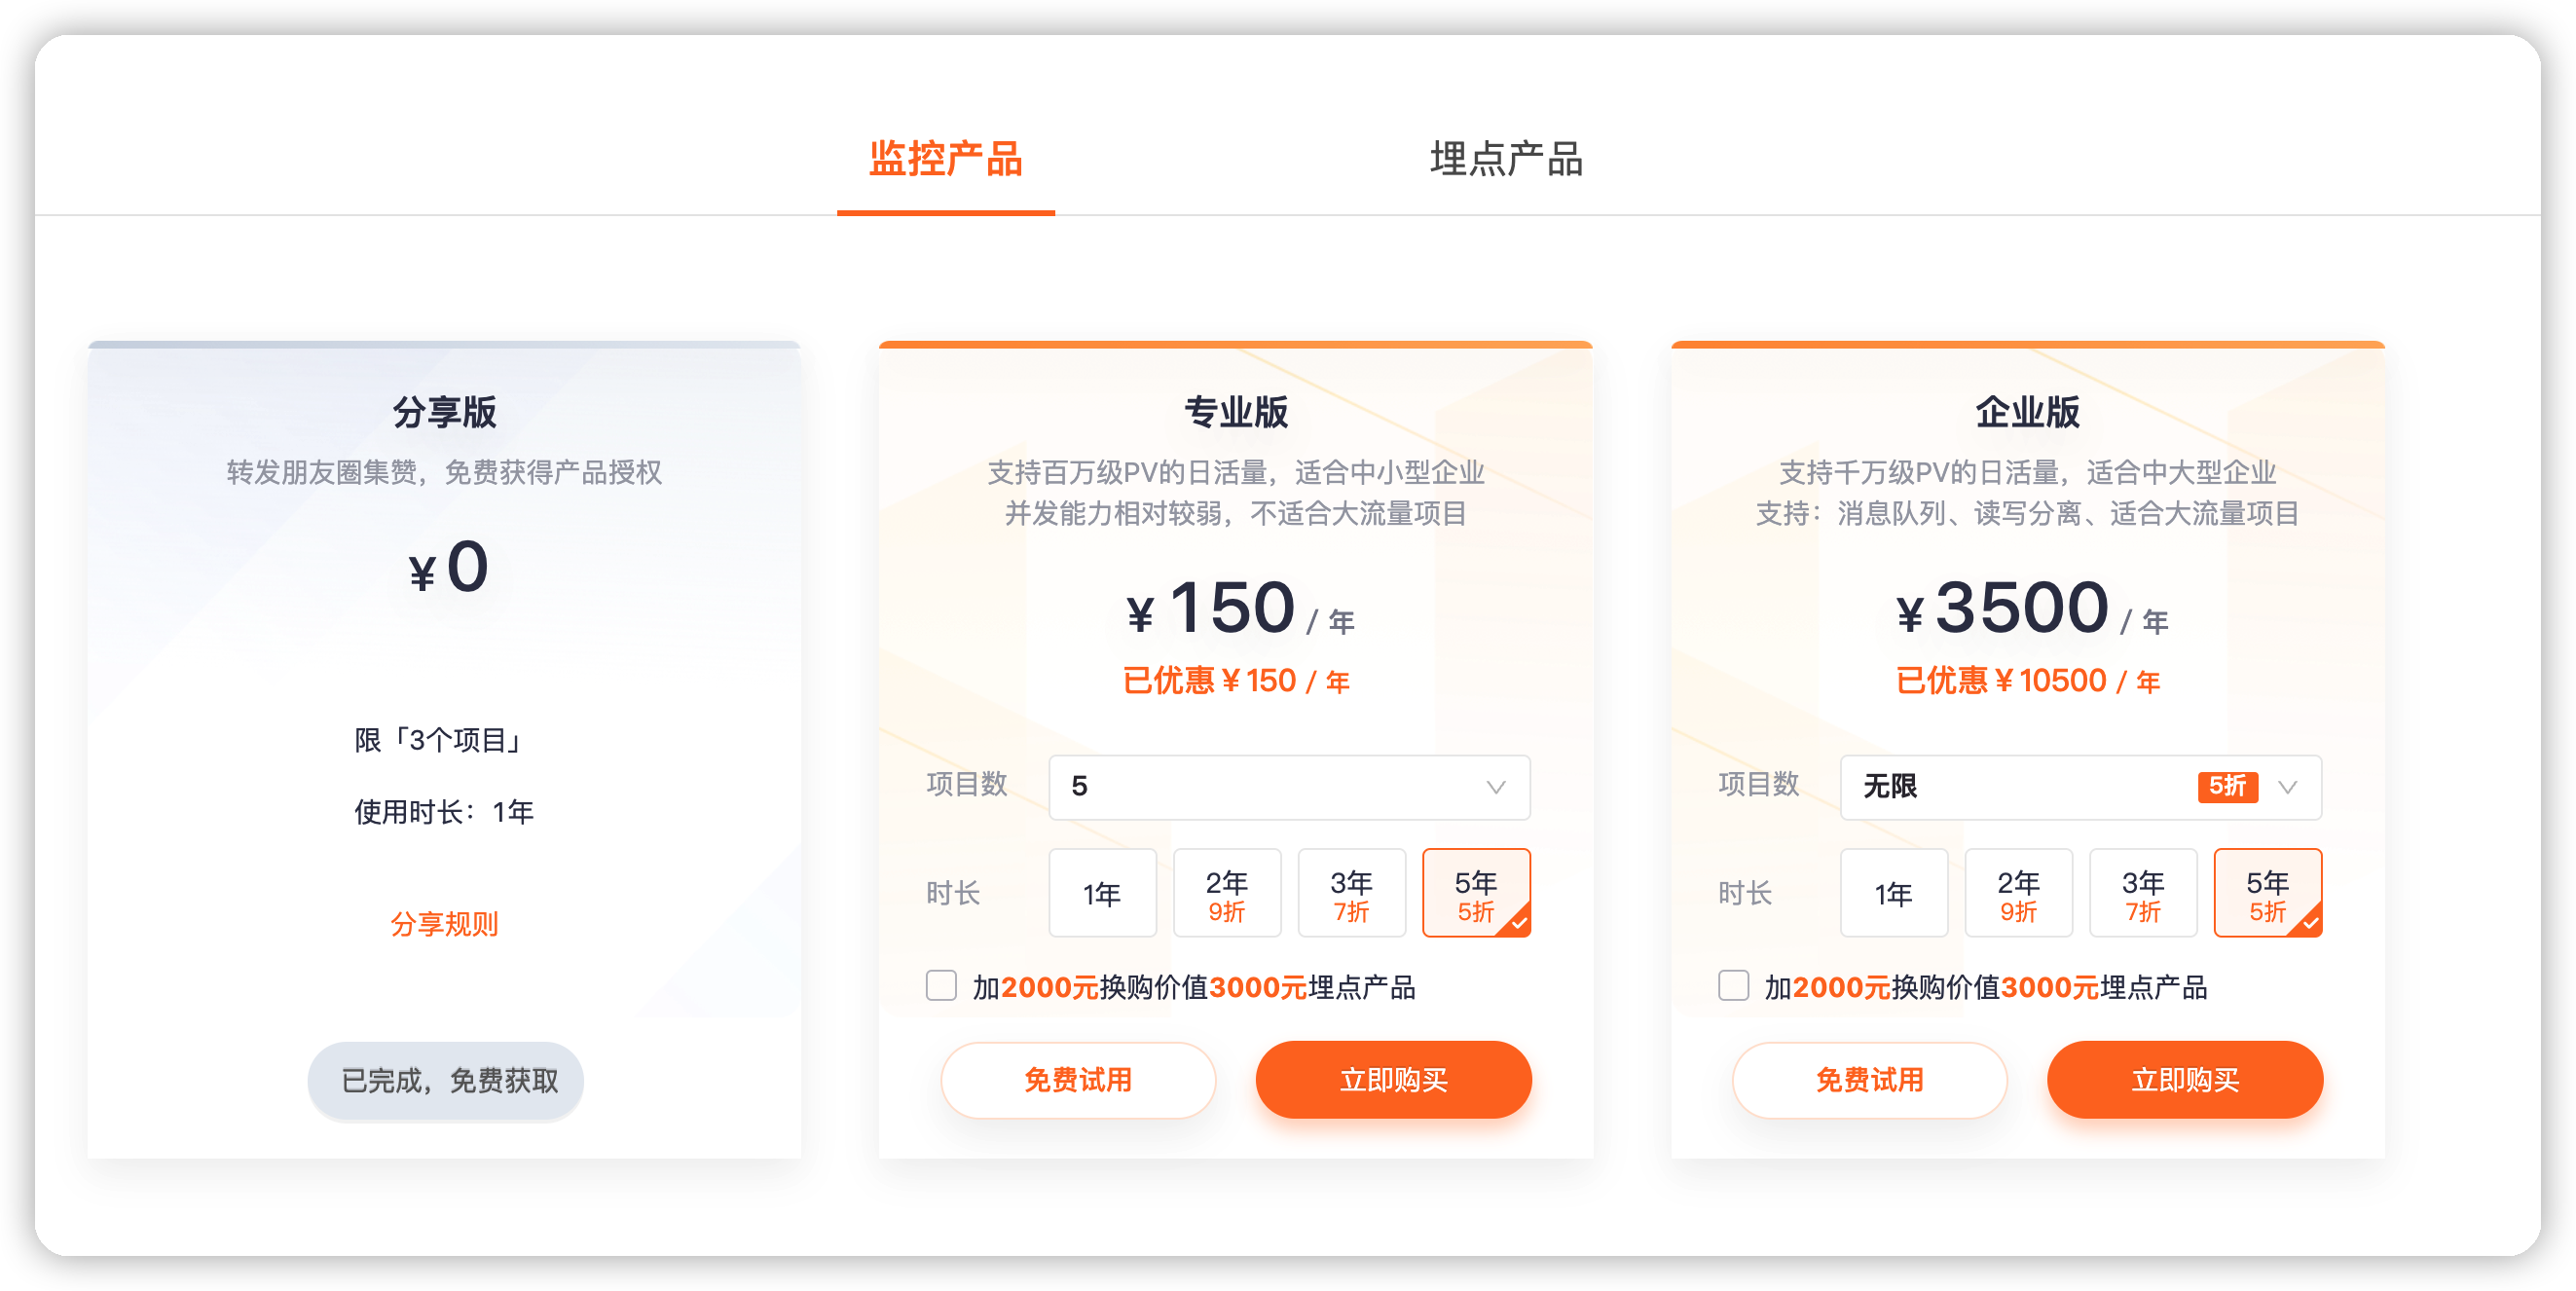 监控产品
埋点产品
分享版
转发朋友圈集赞，免费获得产品授权
¥0
限「3个项目」
使用时长：1年
分享规则
已完成，免费获取
专业版
支持百万级PV的日活量，适合中小型企业
并发能力相对较弱，不适合大流量项目
¥150 / 年
已优惠¥150 / 年
项目数
5
时长
1年
2年
9折
3年
7折
5年
5折
加2000元换购价值3000元埋点产品
免费试用
立即购买
企业版
支持千万级PV的日活量，适合中大型企业
支持：消息队列、读写分离、适合大流量项目
¥3500 / 年
已优惠¥10500 / 年
项目数
无限
5折
时长
1年
2年
9折
3年
7折
5年
5折
加2000元换购价值3000元埋点产品
免费试用
立即购买